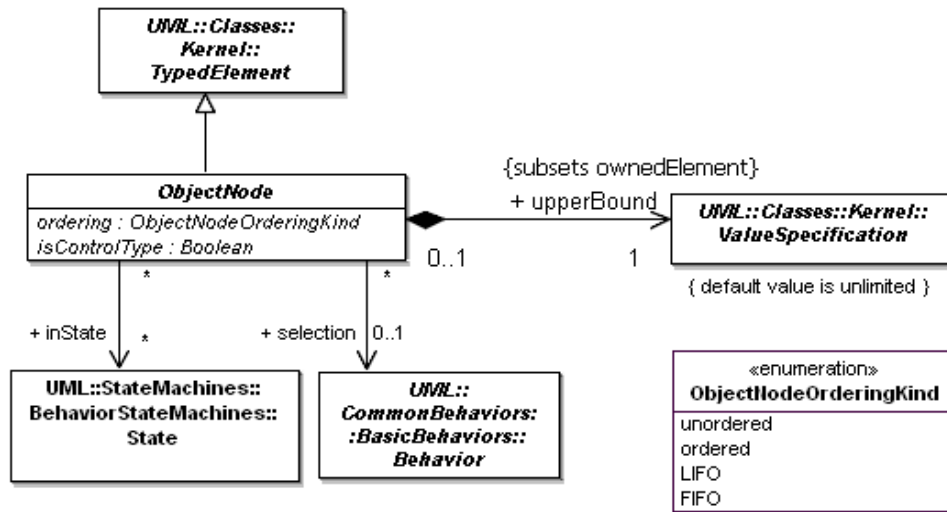 UML::Classes::
Kernel::
TypedElement
ObjectNode
ordering : ObjectNodeOrderingKind
isControlType : Boolean
{subsets ownedElement}
+ upperBound
0..1
1
UML::Classes::Kernel::
ValueSpecification
{ default value is unlimited }
*
*
+ inState
*
+ selection
0..1
UML::StateMachines::
BehaviorStateMachines::
State
UML::
CommonBehaviors:
:BasicBehaviors::
Behavior
«enumeration»
ObjectNodeOrderingKind
unordered
ordered
LIFO
FIFO